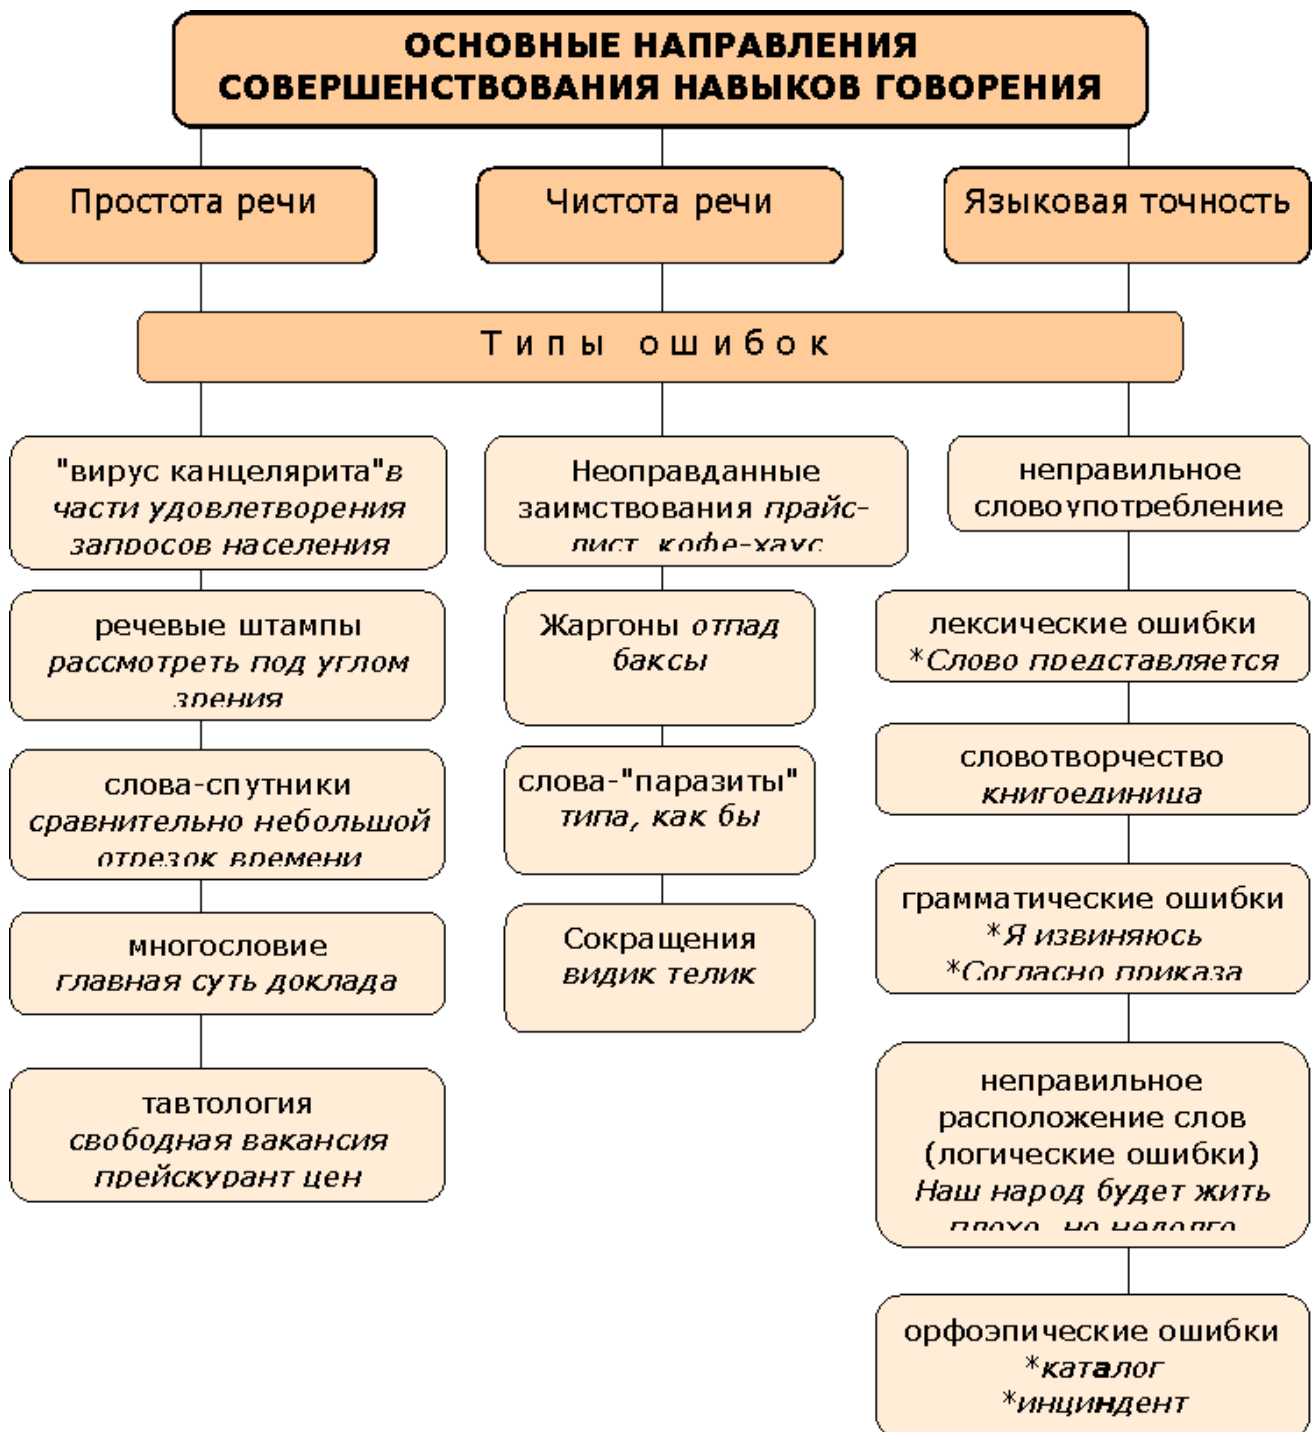 ОСНОВНЫЕ НАПРАВЛЕНИЯ
СОВЕРШЕНСТВОВАНИЯ НАВЫКОВ ГОВОРЕНИЯ
Простота речи
Чистота речи
Языковая точность
Типы ошибок
"вирус канцелярита"в
части удовлетворения
запросов населения
речевые штампы
рассмотреть под углом
зрения
слова-спутники
сравнительно небольшой
отрезок времени
многословие
главная суть доклада
тавтология
свободная вакансия
прейскурант цен
Неоправданные
заимствования прайс-
лист, кофе-хаус
Жаргоны отпад
баксы
слова-"паразиты"
типа, как бы
Сокращения
видик телик
неправильное
словоупотребление
лексические ошибки
*Слово представляется
словотворчество
книгоединица
грамматические ошибки
*Я извиняюсь
*Согласно приказа
неправильное
расположение слов
(логические ошибки)
Наш народ будет жить
плохо, но недолго
орфоэпические ошибки
*каталог
*инциндент